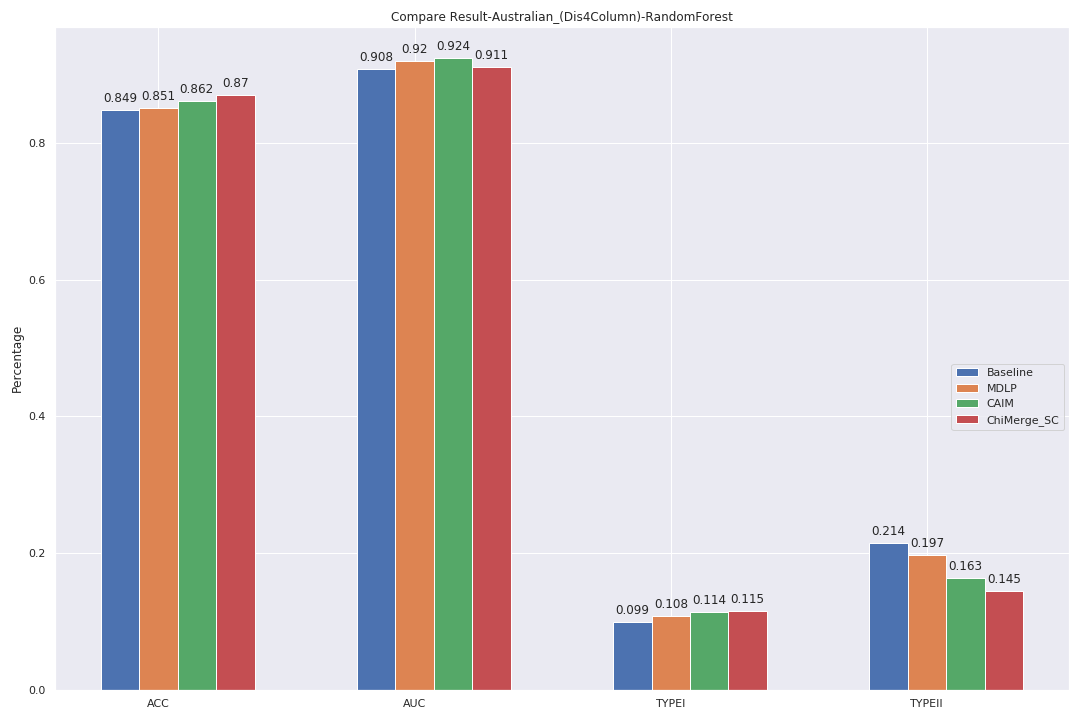 Compare Result-Australian_(Dis4Column)-RandomForest
Percentage
0.8
0.6
0.4
0.2
0.0
0.849
0.851
0.862
0.87
0.908
0.92
0.924
0.911
0.099
0.108
0.114
0.115
0.214
0.197
0.163
0.145
Baseline
MDLP
CAIM
ChiMerge_SC
ACC
AUC
TYPEI
TYPEII